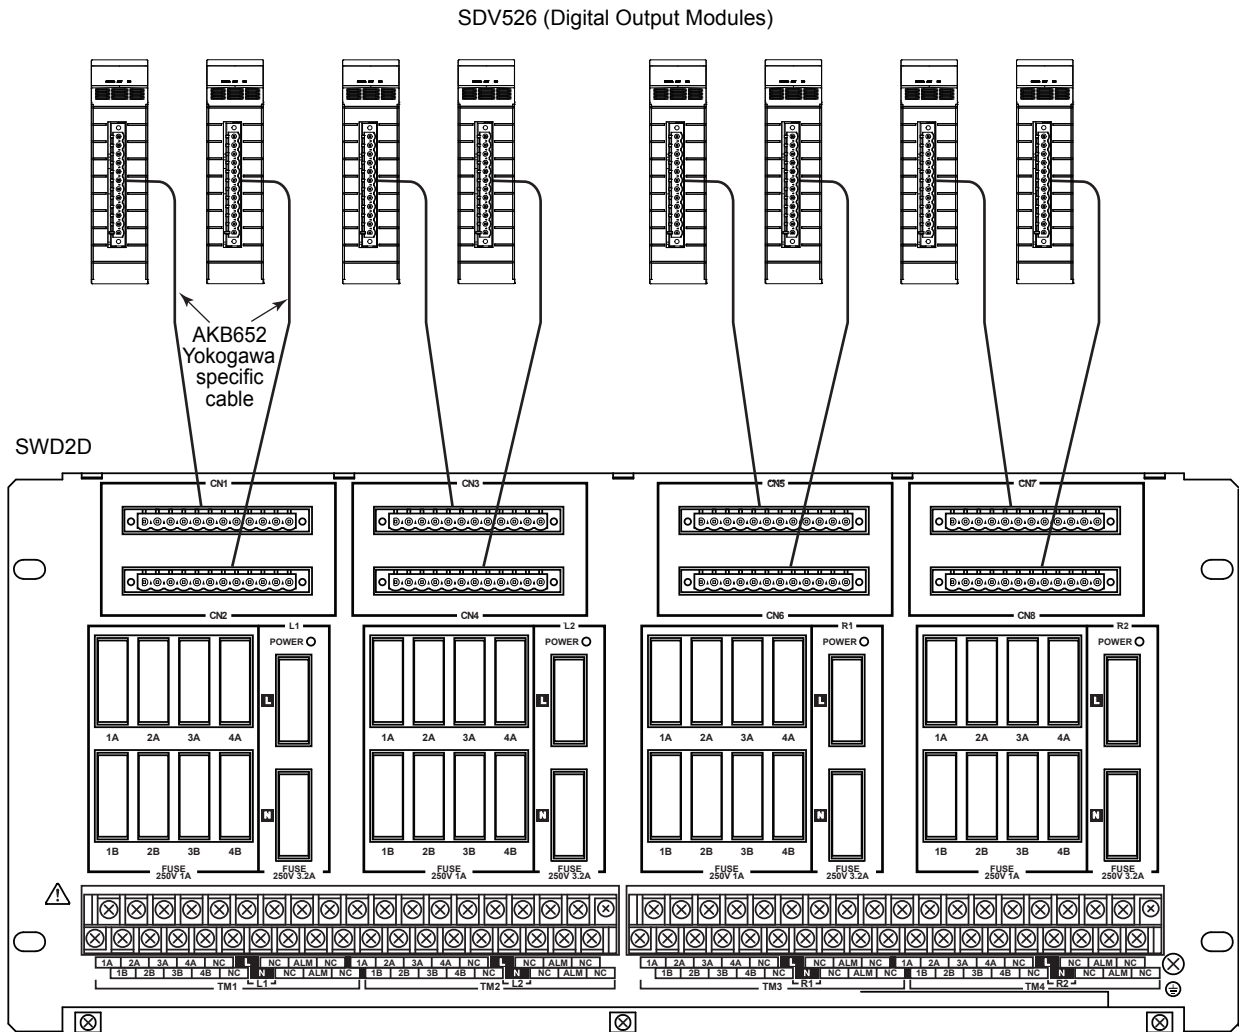 SDV526 (Digital Output Modules)
AKB652
Yokogawa
specific
cable
SWD2D
CN1 CN3 CN5 CN7
CN2 CN4 CN6 CN8
L1 L2 R1 R2
POWER POWER POWER POWER
L L L L
1A 2A 3A 4A 1A 2A 3A 4A 1A 2A 3A 4A 1A 2A 3A 4A
N N N N
1B 2B 3B 4B 1B 2B 3B 4B 1B 2B 3B 4B 1B 2B 3B 4B
FUSE FUSE FUSE FUSE FUSE FUSE FUSE FUSE
250V 1A 250V 3.2A 250V 1A 250V 3.2A 250V 1A 250V 3.2A 250V 1A 250V 3.2A
1A 2A 3A 4A NC L NC ALM NC 1A 2A 3A 4A NC L NC ALM NC 1A 2A 3A 4A NC L NC ALM NC 1A 2A 3A 4A NC L NC ALM NC
1B 2B 3B 4B NC N NC ALM NC 1B 2B 3B 4B NC N NC ALM NC 1B 2B 3B 4B NC N NC ALM NC 1B 2B 3B 4B NC N NC ALM NC
TM1 L1 TM2 L2 TM3 R1 TM4 R2